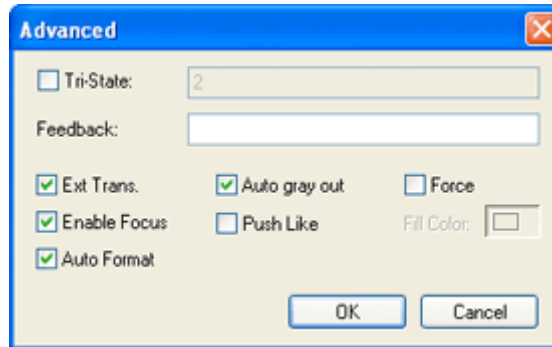 Advanced
Tri-State: 2
Feedback:
Ext Trans. Auto gray out Force
Enable Focus Push Like Fill Color:
Auto Format
OK Cancel